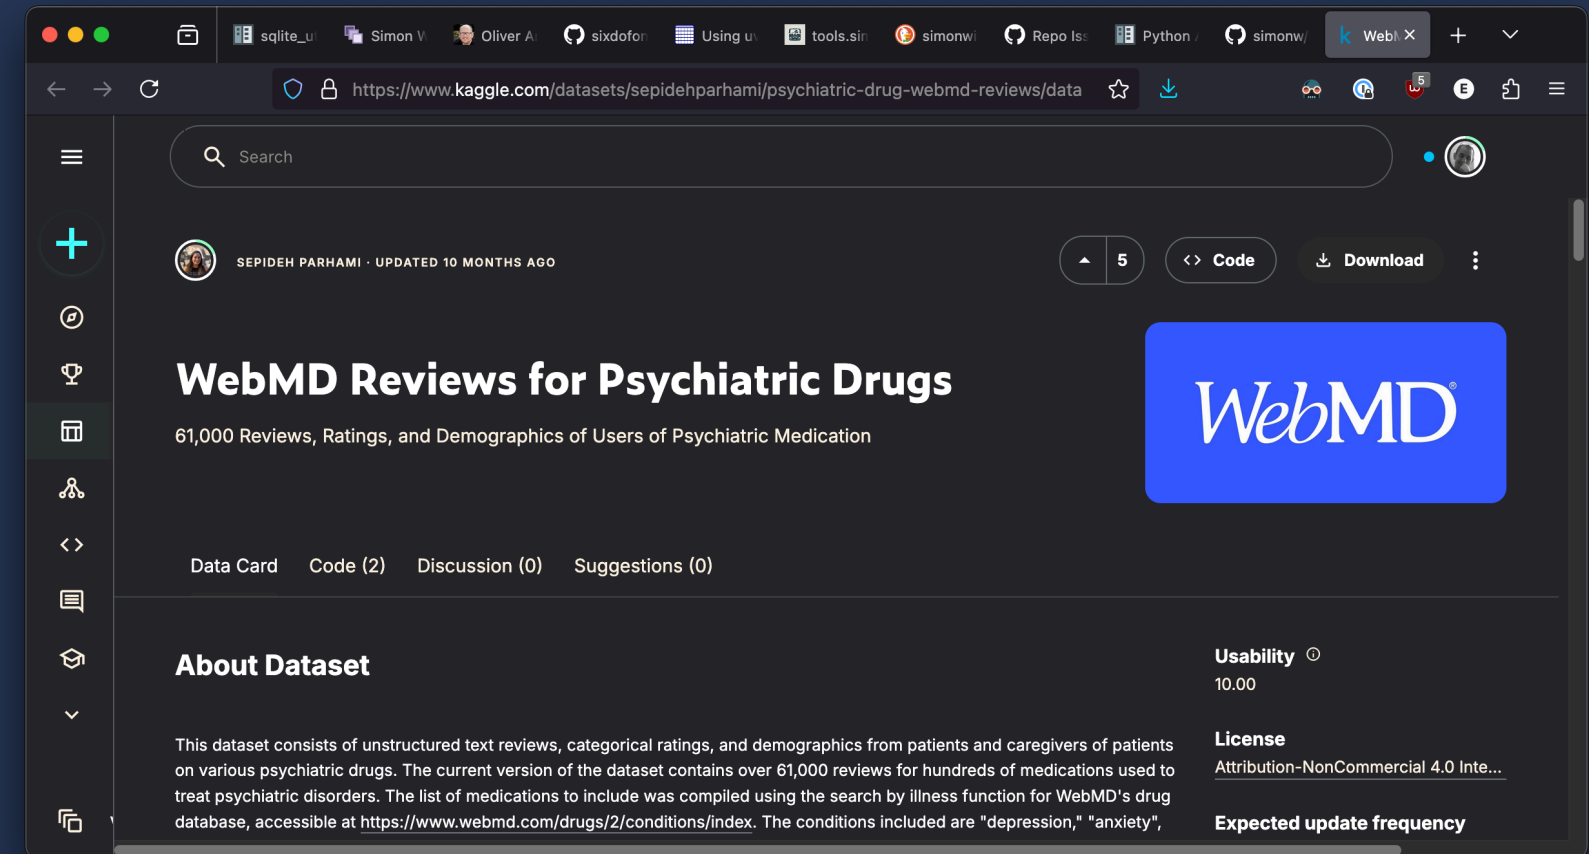 sqlite_u
Simon W
Oliver A
sixdofon
Using uv
tools.sin
simonwi
Repo Iss
Python
simonw/
WebM
https://www.kaggle.com/datasets/sepidehparhami/psychiatric-drug-webmd-reviews/data
5
E
Search
SEPIDEH PARHAMI · UPDATED 10 MONTHS AGO
5
Code
Download
WebMD Reviews for Psychiatric Drugs
61,000 Reviews, Ratings, and Demographics of Users of Psychiatric Medication
WebMD®
Data Card
Code (2)
Discussion (0)
Suggestions (0)
About Dataset
This dataset consists of unstructured text reviews, categorical ratings, and demographics from patients and caregivers of patients
on various psychiatric drugs. The current version of the dataset contains over 61,000 reviews for hundreds of medications used to
treat psychiatric disorders. The list of medications to include was compiled using the search by illness function for WebMD's drug
database, accessible at https://www.webmd.com/drugs/2/conditions/index. The conditions included are "depression," "anxiety",
Usability
10.00
License
Attribution-NonCommercial 4.0 Inte...
Expected update frequency